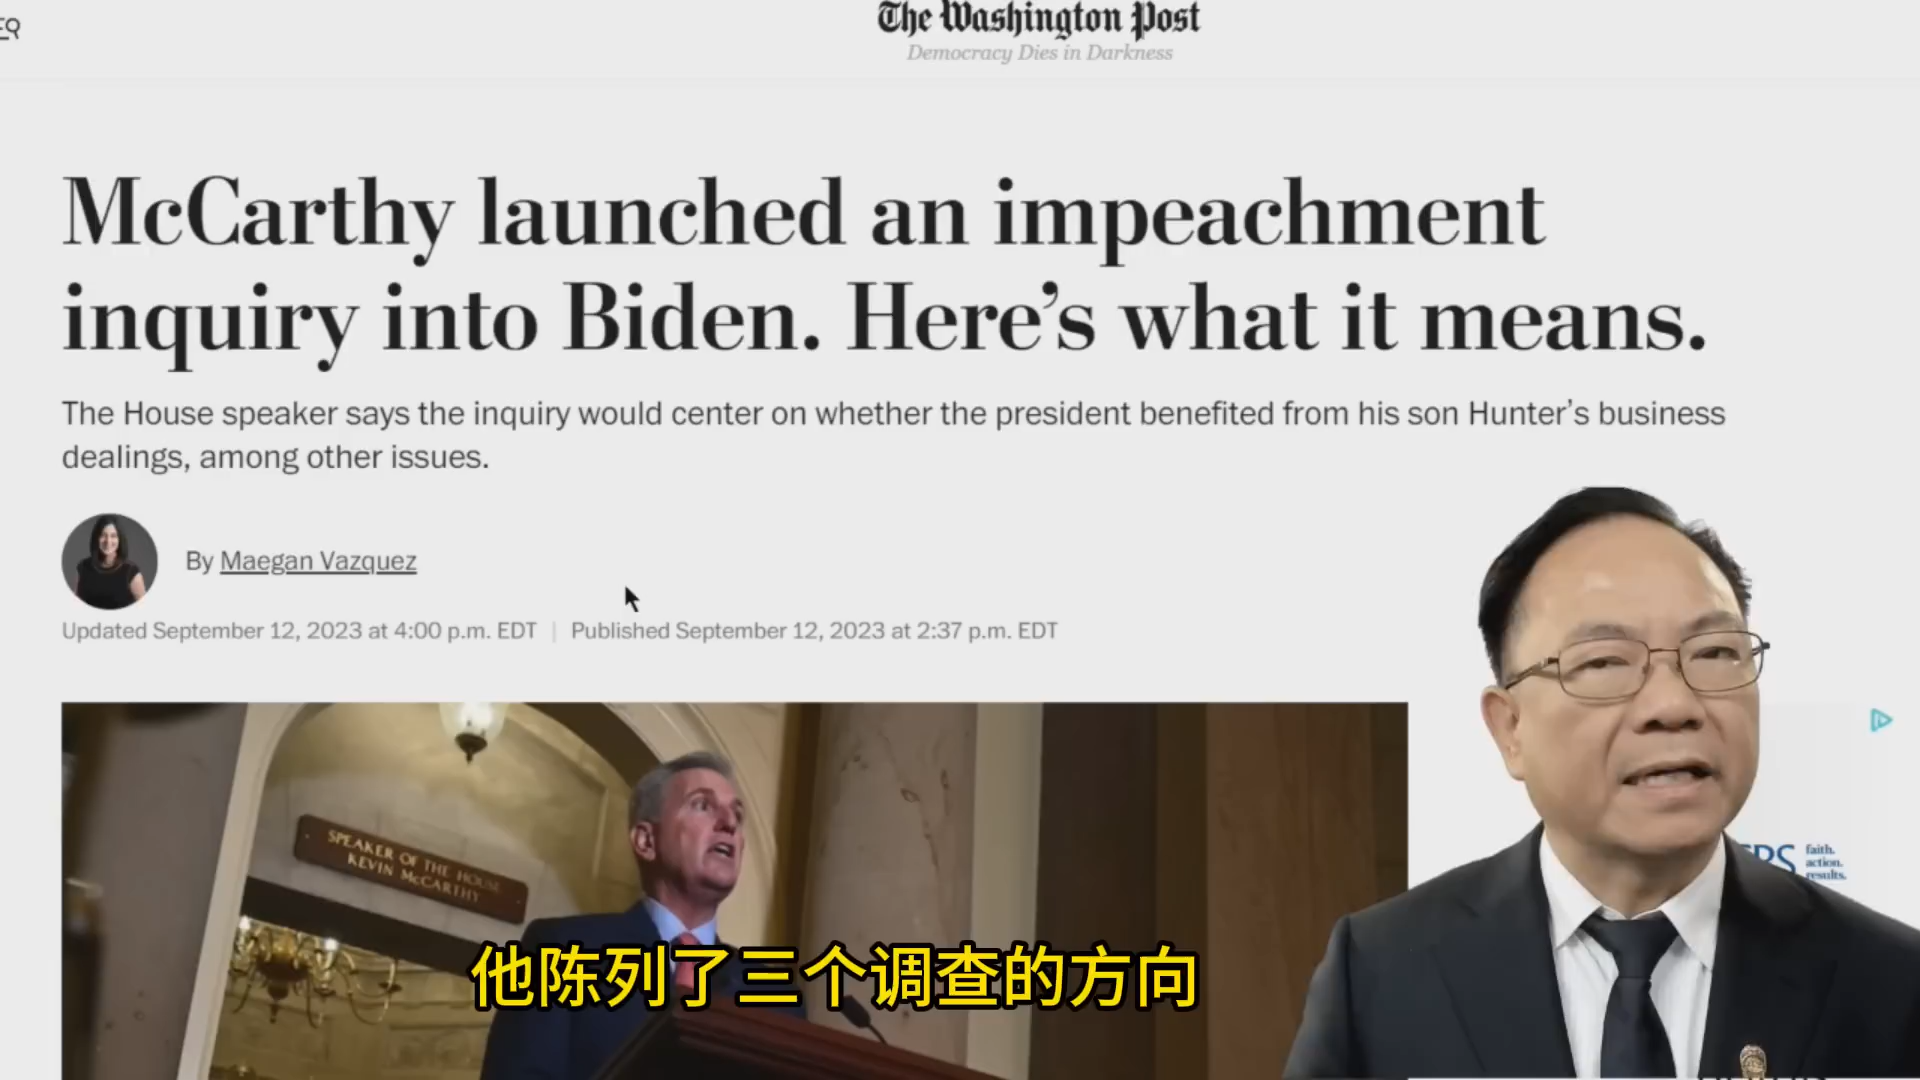 The Washington Post
Democracy Dies in Darkness
McCarthy launched an impeachment
inquiry into Biden. Here's what it means.
The House speaker says the inquiry would center on whether the president benefited from his son Hunter's business
dealings, among other issues.
By Maegan Vazquez
Updated September 12, 2023 at 4:00 p.m. EDT | Published September 12, 2023 at 2:37 p.m. EDT
SPEAKER OF THE HOUSE
KEVIN McCARTHY
faith.
action.
results.
他陈列了三个调查的方向